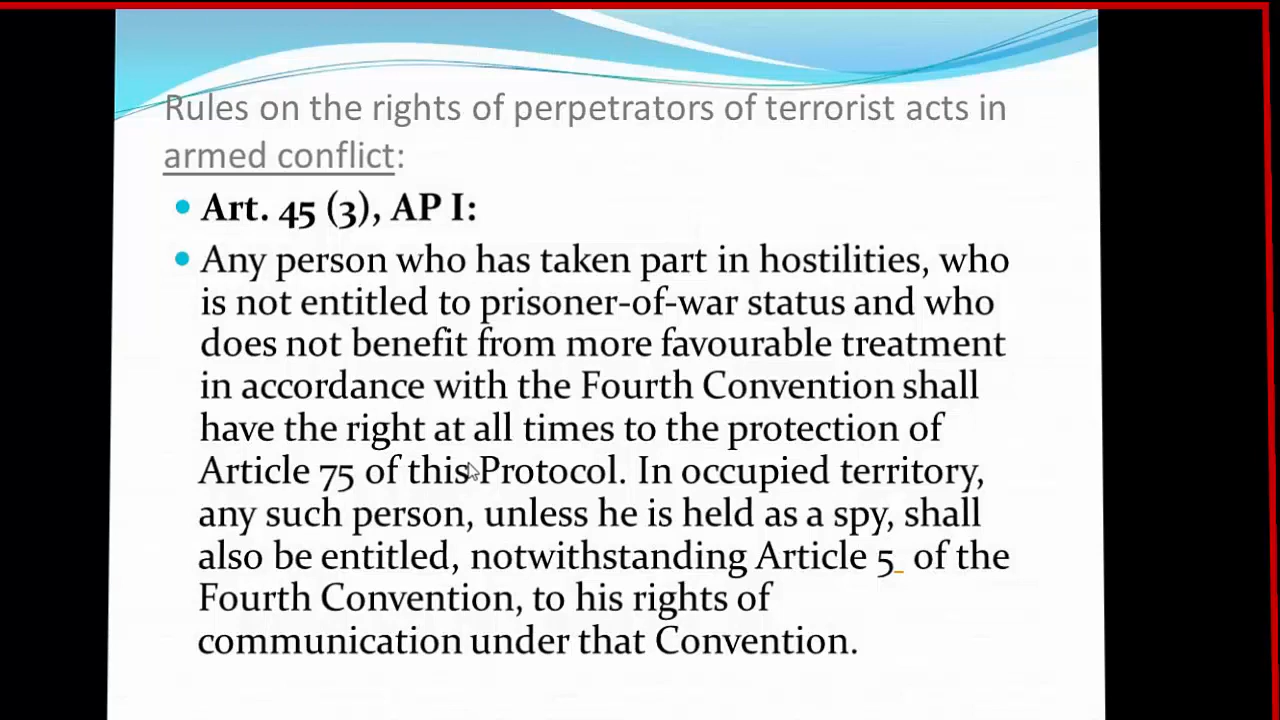 Rules on the rights of perpetrators of terrorist acts in
armed conflict:
Art. 45 (3), AP I:
Any person who has taken part in hostilities, who
is not entitled to prisoner-of-war status and who
does not benefit from more favourable treatment
in accordance with the Fourth Convention shall
have the right at all times to the protection of
Article 75 of this Protocol. In occupied territory,
any such person, unless he is held as a spy, shall
also be entitled, notwithstanding Article 5 of the
Fourth Convention, to his rights of
communication under that Convention.